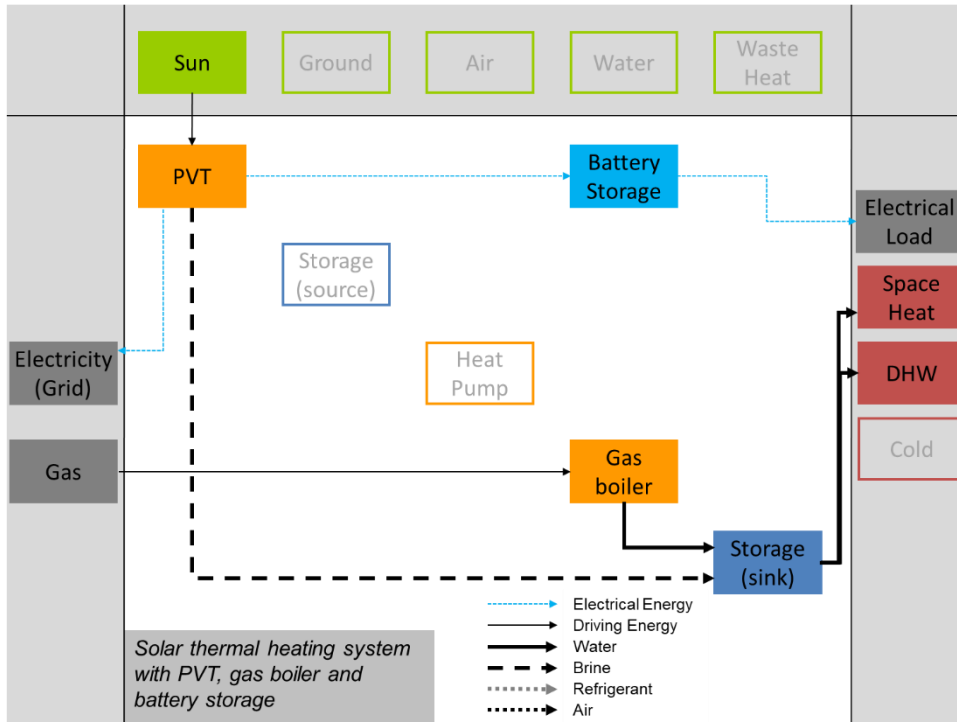 Sun
Ground
Air
Water
Waste
Heat
PVT
Battery
Storage
Electrical
Load
Storage
(source)
Space
Heat
Electricity
(Grid)
Heat
Pump
DHW
Gas
Gas
boiler
Cold
Storage
(sink)
Electrical Energy
Driving Energy
Water
Brine
Refrigerant
Air
Solar thermal heating system
with PVT, gas boiler and
battery storage